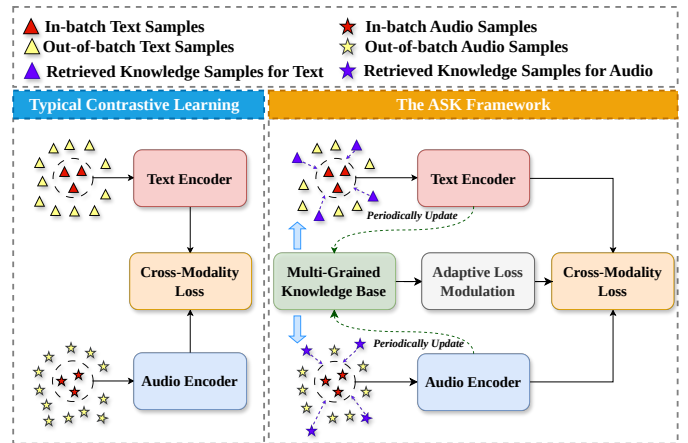 In-batch Text Samples
In-batch Audio Samples
Out-of-batch Text Samples
Out-of-batch Audio Samples
Retrieved Knowledge Samples for Text
Retrieved Knowledge Samples for Audio
Typical Contrastive Learning
The ASK Framework
Text Encoder
Cross-Modality
Loss
Audio Encoder
Text Encoder
Periodically Update
Multi-Grained
Knowledge Base
Adaptive Loss
Modulation
Cross-Modality
Loss
Periodically Update
Audio Encoder